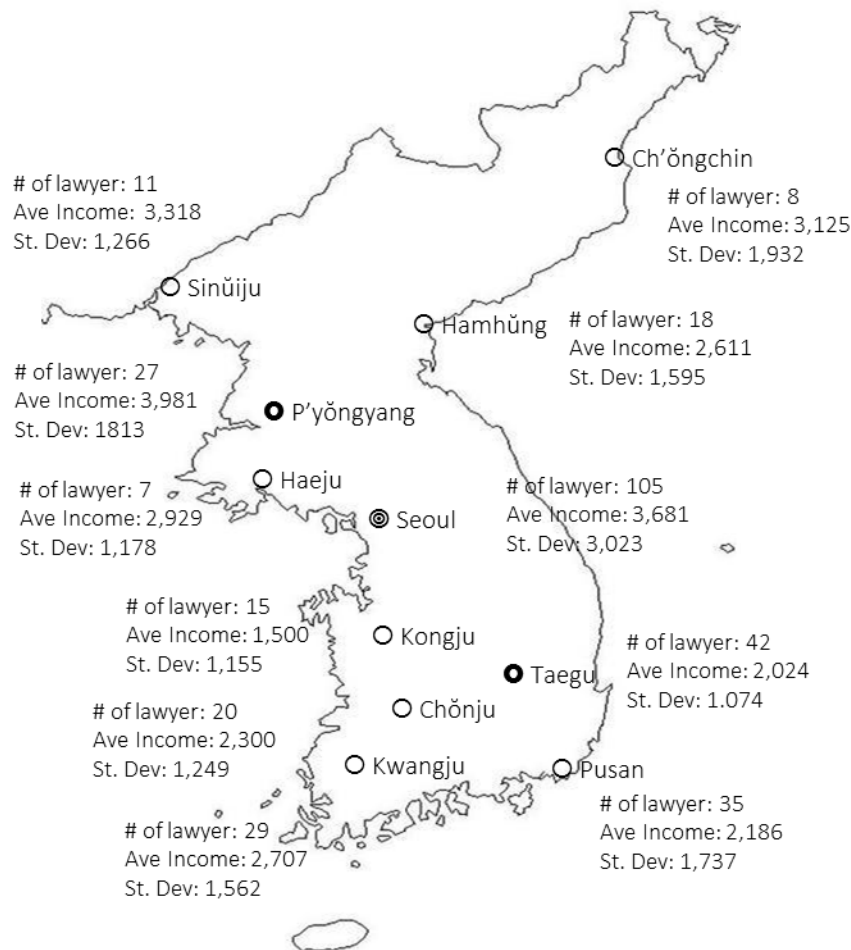 Ch’ŏngchin
# of lawyer: 11
Ave Income: 3,318
St. Dev: 1,266
# of lawyer: 8
Ave Income: 3,125
St. Dev: 1,932
Sinŭiju
Hamhŭng
# of lawyer: 18
Ave Income: 2,611
St. Dev: 1,595
# of lawyer: 27
Ave Income: 3,981
St. Dev: 1813
P’yŏngyang
Haeju
# of lawyer: 7
Ave Income: 2,929
St. Dev: 1,178
# of lawyer: 105
Ave Income: 3,681
St. Dev: 3,023
Seoul
# of lawyer: 15
Ave Income: 1,500
St. Dev: 1,155
Kongju
# of lawyer: 42
Ave Income: 2,024
St. Dev: 1.074
Taegu
# of lawyer: 20
Ave Income: 2,300
St. Dev: 1,249
Chŏnju
Kwangju
Pusan
# of lawyer: 35
Ave Income: 2,186
St. Dev: 1,737
# of lawyer: 29
Ave Income: 2,707
St. Dev: 1,562